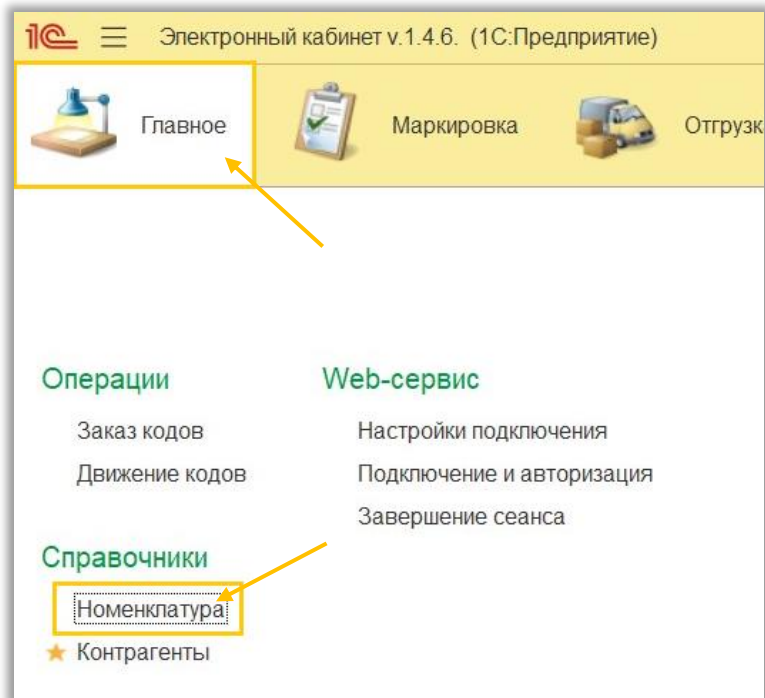 1С Электронный кабинет v.1.4.6. (1С:Предприятие)
Главное Маркировка Отгрузк
Операции Web-сервис
Заказ кодов Настройки подключения
Движение кодов Подключение и авторизация
Завершение сеанса
Справочники
Номенклатура
Контрагенты